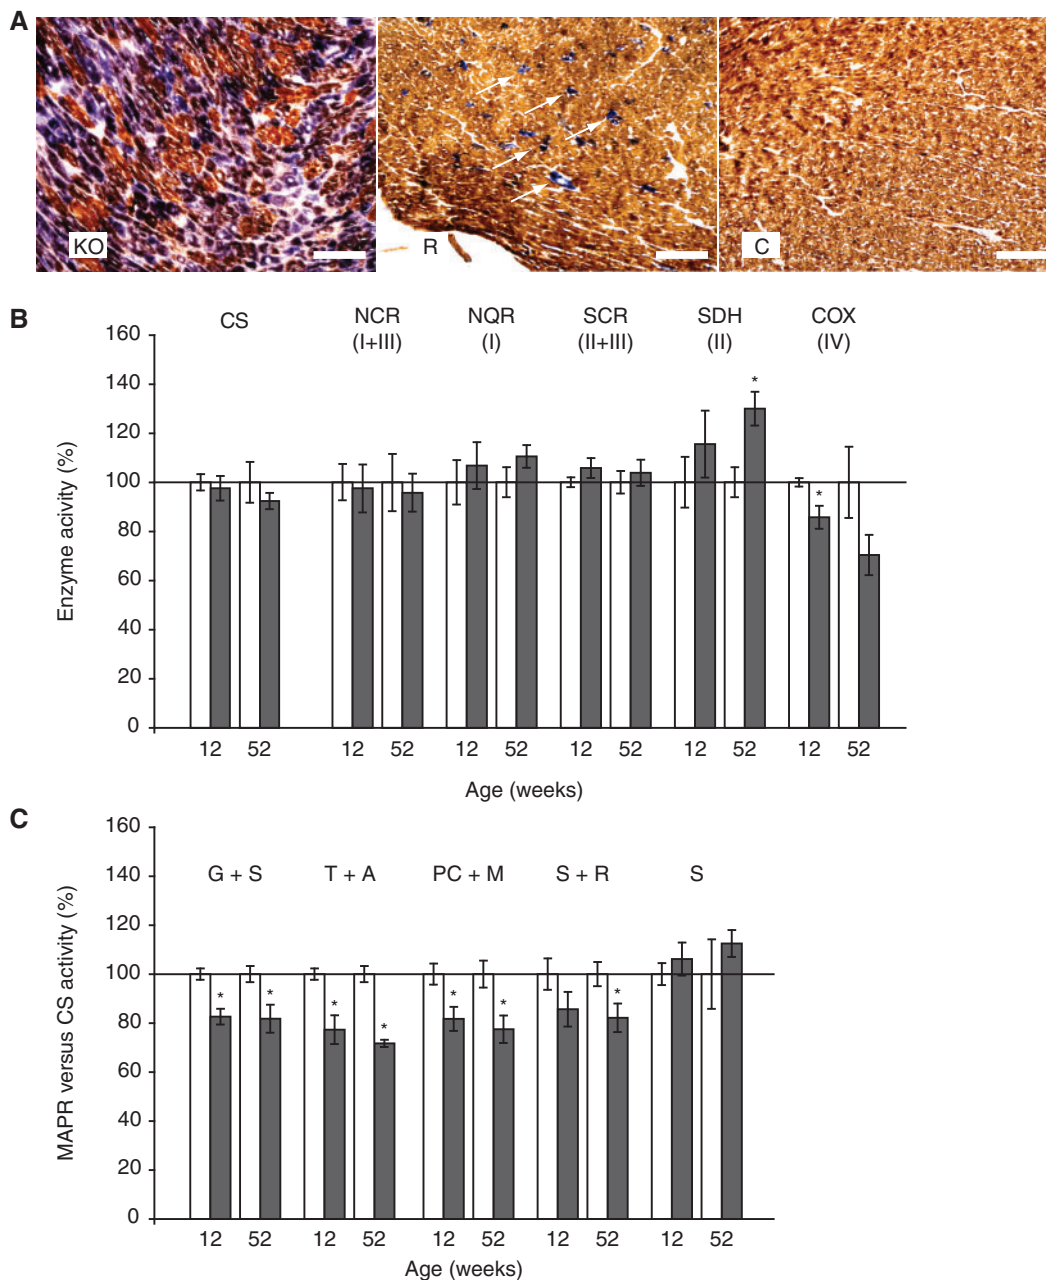 A
KO
R
C
B
CS
NCR
(I+III)
NQR
(I)
SCR
(II+III)
SDH
(II)
COX
(IV)
Enzyme acivity (%)
160
140
120
100
80
60
40
20
0
*
*
12 52 12 52 12 52 12 52 12 52 12 52
Age (weeks)
C
G + S T + A PC + M S + R S
MAPR versus CS activity (%)
160
140
120
100
80
60
40
20
0
* * * * * * *
12 52 12 52 12 52 12 52 12 52
Age (weeks)